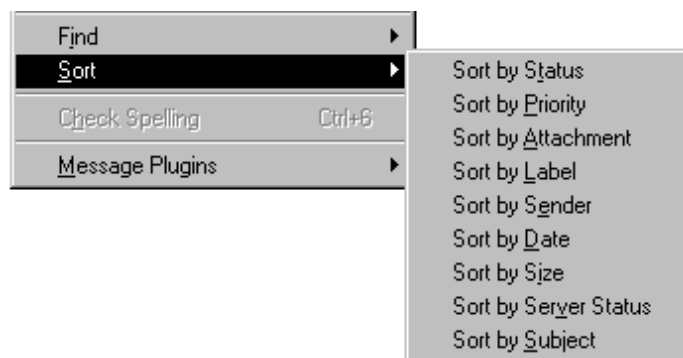 Find
Sort
Check Spelling Ctrl+6
Message Plugins
Sort by Status
Sort by Priority
Sort by Attachment
Sort by Label
Sort by Sender
Sort by Date
Sort by Size
Sort by Server Status
Sort by Subject